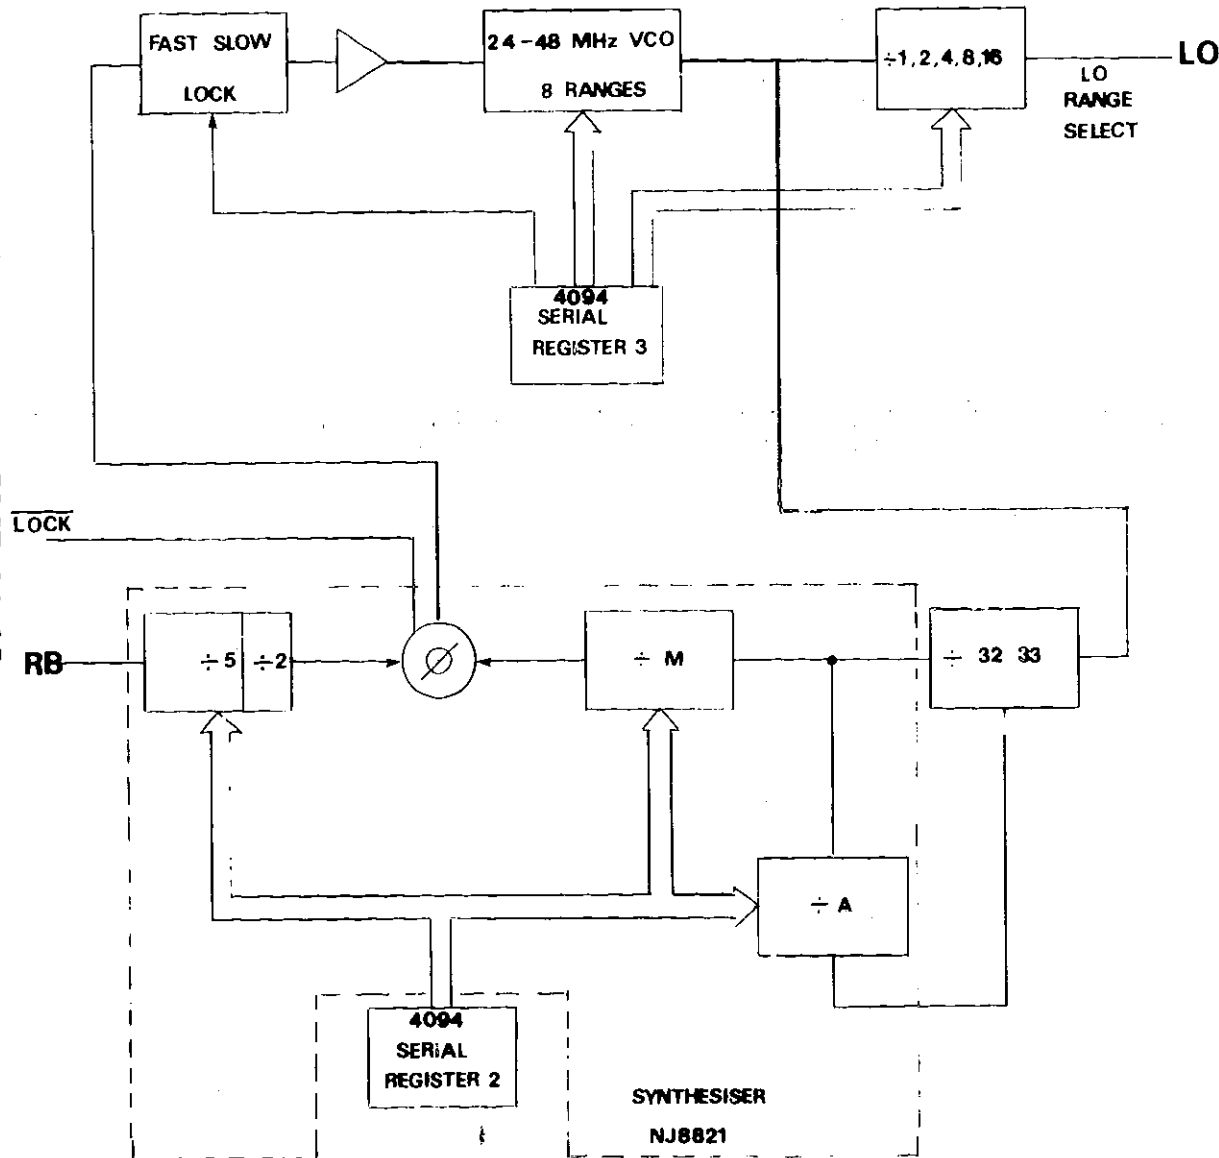 FAST SLOW
LOCK
24-48 MHz VCO
8 RANGES
÷1,2,4,8,16
LO
LO
RANGE
SELECT
4094
SERIAL
REGISTER 3
LOCK
RB
÷5
÷2
∅
÷ M
÷ 32 33
÷ A
4094
SERIAL
REGISTER 2
SYNTHESISER
NJ8821